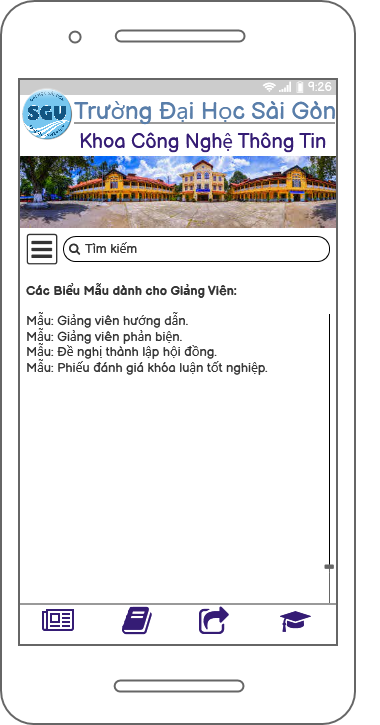 9:26
SGU
Trường Đại Học Sài Gòn
Khoa Công Nghệ Thông Tin
Tìm kiếm
Các Biểu Mẫu dành cho Giảng Viên:
Mẫu: Giảng viên hướng dẫn.
Mẫu: Giảng viên phản biện.
Mẫu: Đề nghị thành lập hội đồng.
Mẫu: Phiếu đánh giá khóa luận tốt nghiệp.